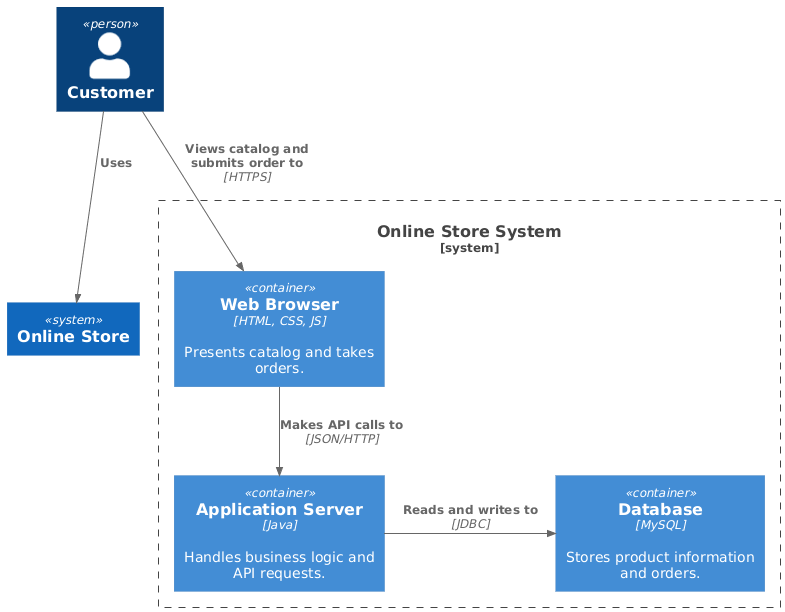 «person»
Customer
Uses
Views catalog and
submits order to
[HTTPS]
Online Store System
[system]
«system»
Online Store
«container»
Web Browser
[HTML, CSS, JS]
Presents catalog and takes
orders.
Makes API calls to
[JSON/HTTP]
«container»
Application Server
[Java]
Handles business logic and
API requests.
Reads and writes to
[JDBC]
«container»
Database
[MySQL]
Stores product information
and orders.